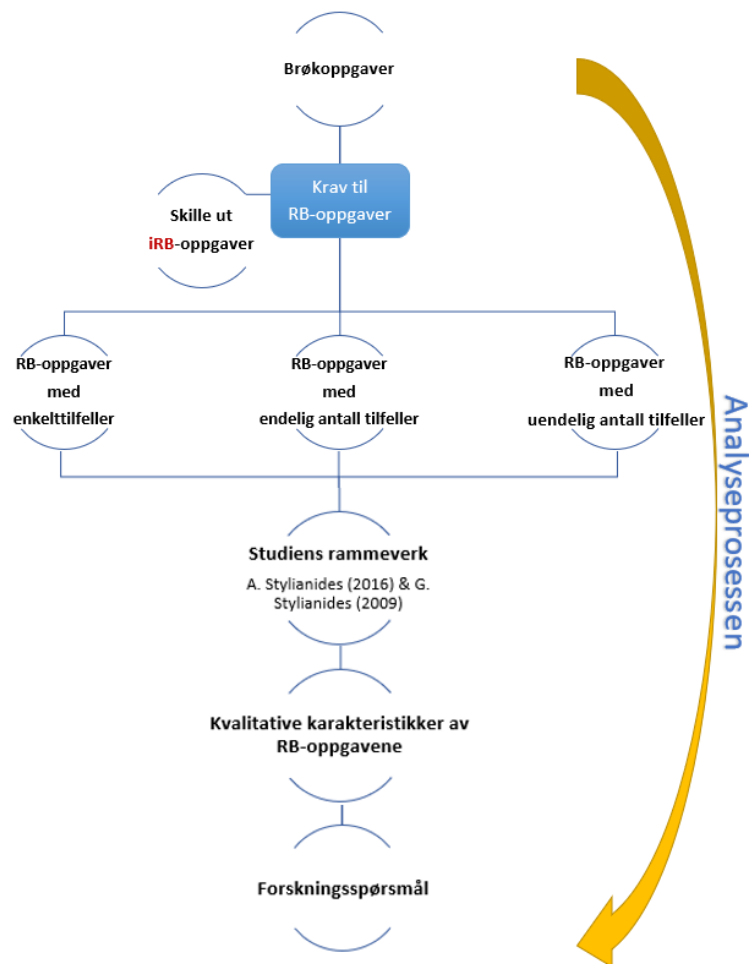 Brøkoppgaver
Krav til
RB-oppgaver
Skille ut
iRB-oppgaver
RB-oppgaver
med
enkelttilfeller
RB-oppgaver
med
endelig antall tilfeller
RB-oppgaver
med
uendelig antall tilfeller
Studiens rammeverk
A. Stylianides (2016) & G.
Stylianides (2009)
Kvalitative karakteristikker av
RB-oppgavene
Forskningsspørsmål
Analyseprosessen